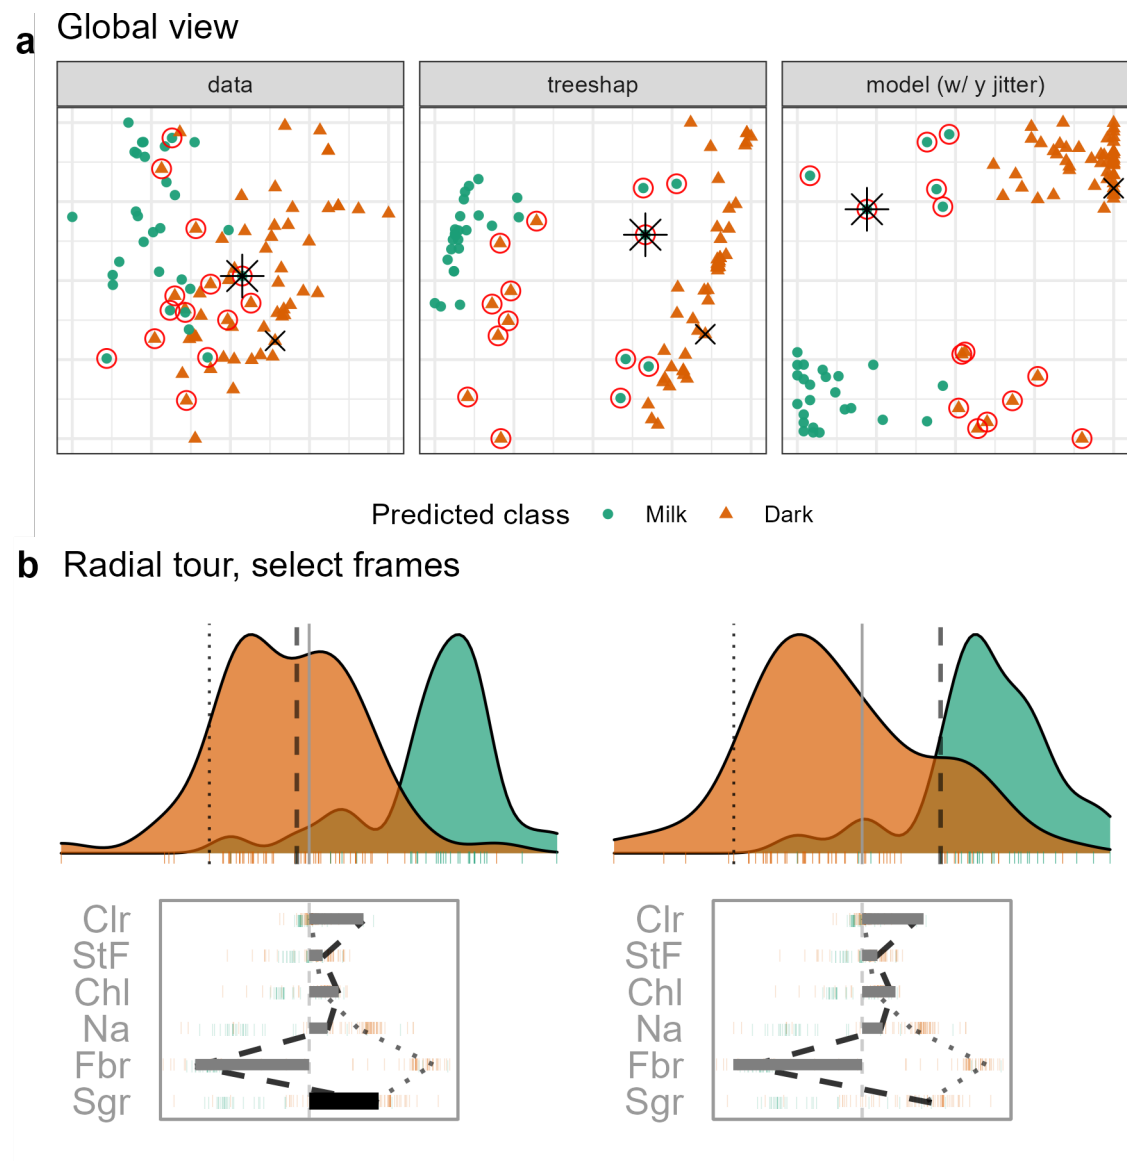 a Global view
data treeshap model (w/ y jitter)
Predicted class Milk Dark
b Radial tour, select frames
Clr Clr
StF StF
Chl Chl
Na Na
Fbr Fbr
Sgr Sgr